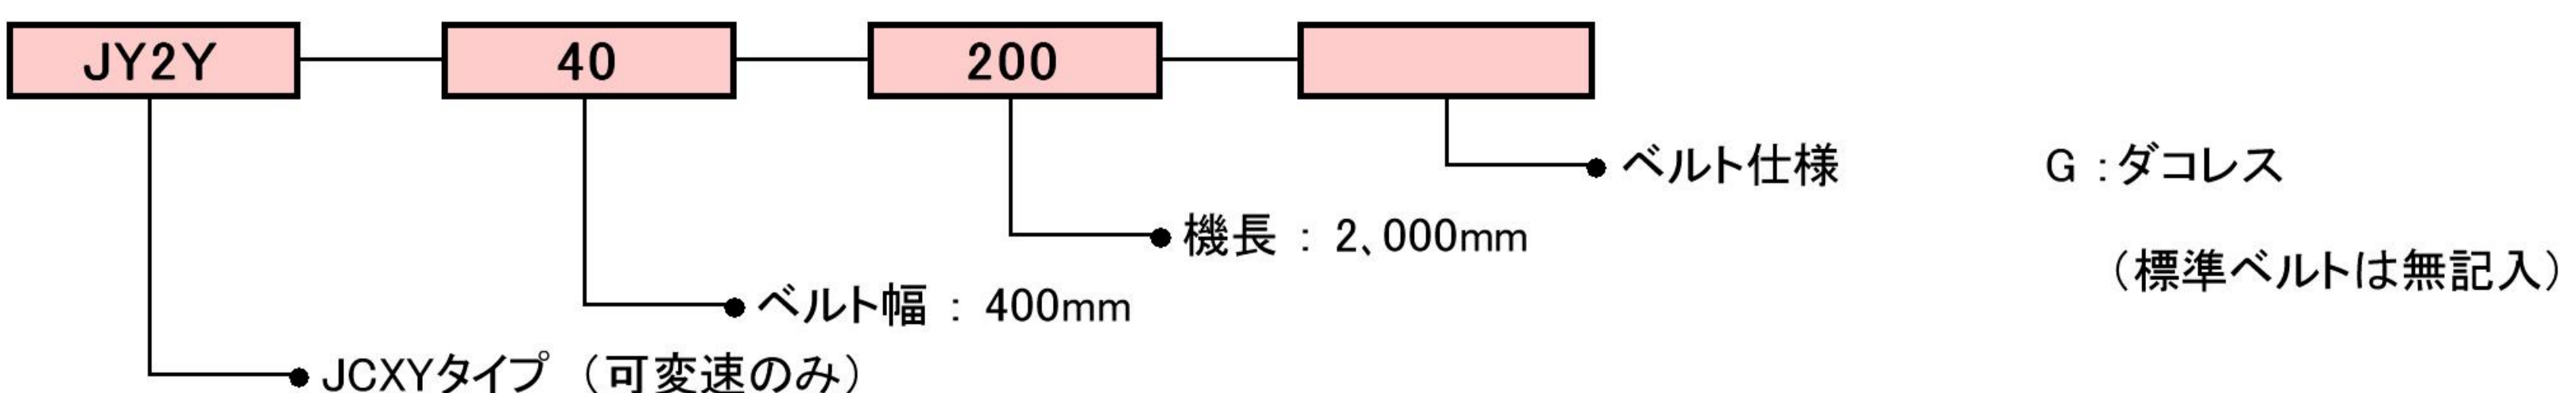 JY2Y 40 200
ベルト仕様 G:ダコレス
機長 : 2、000mm
(標準ベルトは無記入)
ベルト幅 : 400mm
JCXYタイプ (可変速のみ)